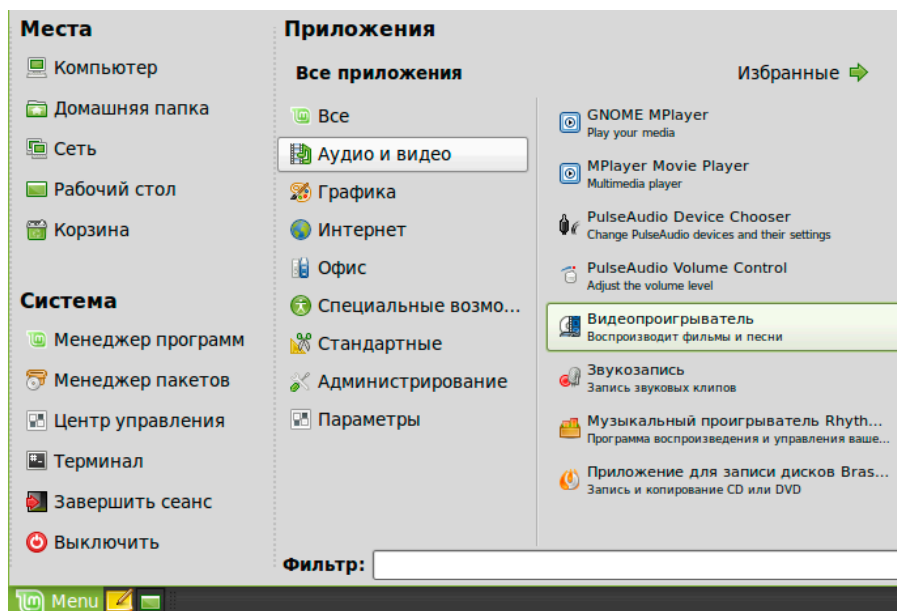 Места
Компьютер
Домашняя папка
Сеть
Рабочий стол
Корзина
Система
Менеджер программ
Менеджер пакетов
Центр управления
Терминал
Завершить сеанс
Выключить
Приложения
Все приложения
Избранные
Все
Аудио и видео
Графика
Интернет
Офис
Специальные возмо...
Стандартные
Администрирование
Параметры
GNOME MPlayer
Play your media
MPlayer Movie Player
Multimedia player
PulseAudio Device Chooser
Change PulseAudio devices and their settings
PulseAudio Volume Control
Adjust the volume level
Видеопроигрыватель
Воспроизводит фильмы и песни
Звукозапись
Запись звуковых клипов
Музыкальный проигрыватель Rhyth...
Программа воспроизведения и управления ваше...
Приложение для записи дисков Bras...
Запись и копирование CD или DVD
Фильтр:
Menu